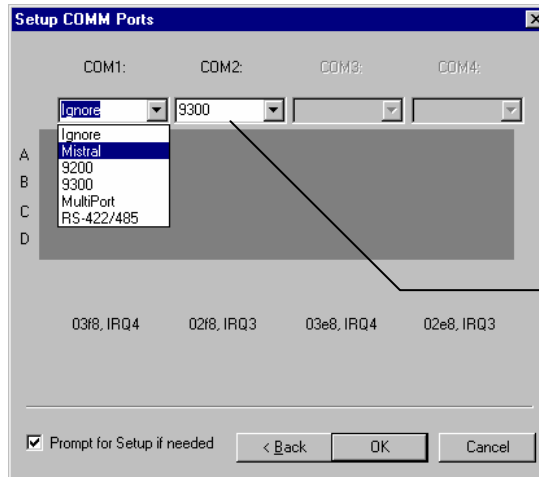 Setup COMM Ports
COM1: COM2: COM3: COM4:
Ignore 9300
Ignore
Mistral
9200
9300
MultiPort
RS-422/485
A
B
C
D
03f8, IRQ4 02f8, IRQ3 03e8, IRQ4 02e8, IRQ3
Prompt for Setup if needed < Back OK Cancel